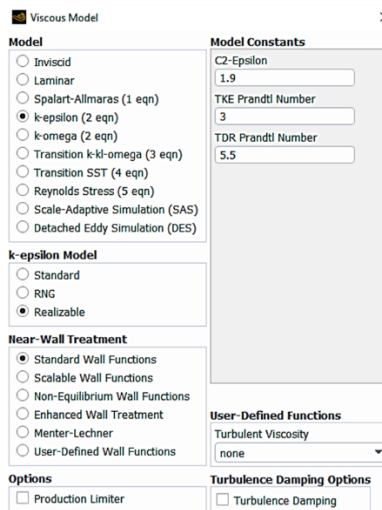 Viscous Model
Model
Inviscid
Laminar
Spalart-Allmaras (1 eqn)
k-epsilon (2 eqn)
k-omega (2 eqn)
Transition k-kl-omega (3 eqn)
Transition SST (4 eqn)
Reynolds Stress (5 eqn)
Scale-Adaptive Simulation (SAS)
Detached Eddy Simulation (DES)
k-epsilon Model
Standard
RNG
Realizable
Near-Wall Treatment
Standard Wall Functions
Scalable Wall Functions
Non-Equilibrium Wall Functions
Enhanced Wall Treatment
Menter-Lechner
User-Defined Wall Functions
Options
Production Limiter
Model Constants
C2-Epsilon
1.9
TKE Prandtl Number
3
TDR Prandtl Number
5.5
User-Defined Functions
Turbulent Viscosity
none
Turbulence Damping Options
Turbulence Damping